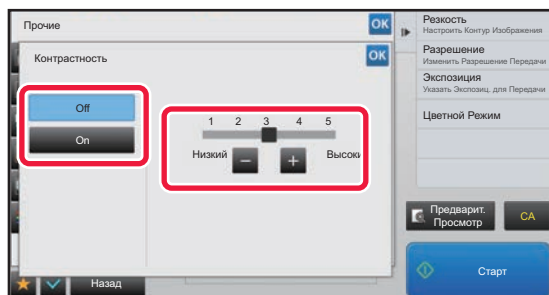 Прочие
OK
Контрастность
OK
Off
On
1 2 3 4 5
Низкий
Высоки
Назад
Резкость
Настроить Контур Изображения
Разрешение
Изменить Разрешение Передачи
Экспозиция
Указать Экспозиц. для Передачи
Цветной Режим
Предварит.
Просмотр
CA
Старт